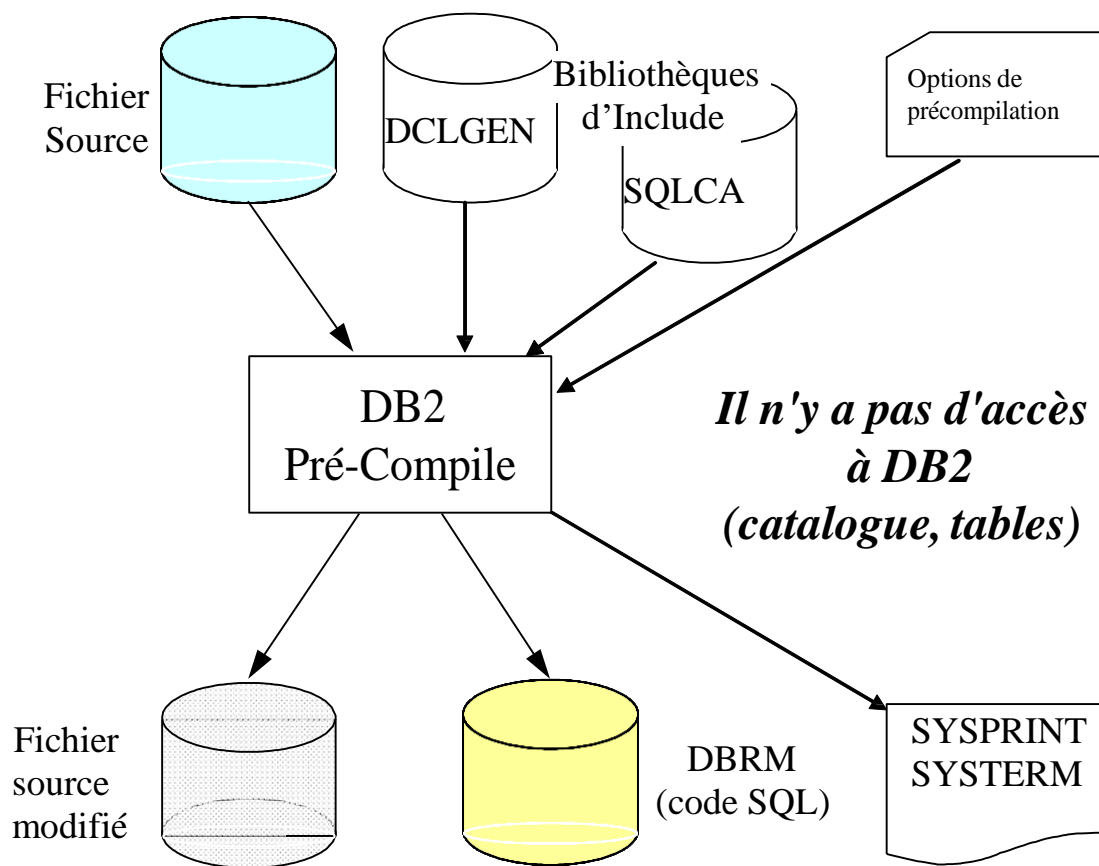 Fichier
Source
DCLGEN
Bibliothèques
d’Include
SQLCA
Options de
précompilation
DB2
Pré-Compile
Il n'y a pas d'accès
à DB2
(catalogue, tables)
Fichier
source
modifié
DBRM
(code SQL)
SYSPRINT
SYSTERM